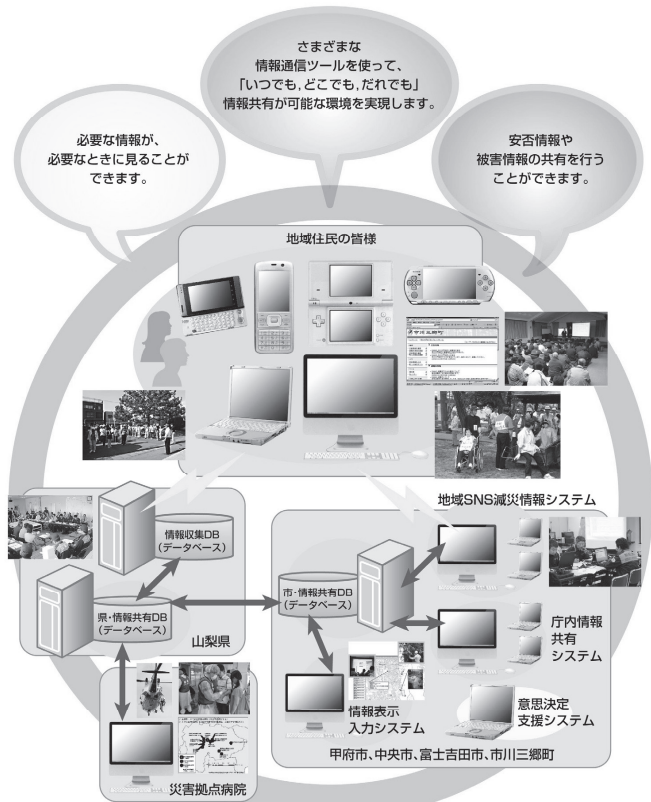 さまざまな
情報通信ツールを使って、
「いつでも,どこでも,だれでも」
情報共有が可能な環境を実現します。
必要な情報が、
必要なときに見ることが
できます。
安否情報や
被害情報の共有を行う
ことができます。
地域住民の皆様
市川三郷町
地域SNS減災情報システム
情報収集DB
(データベース)
県・情報共有DB
(データベース)
山梨県
市・情報共有DB
(データベース)
庁内情報
共有
システム
情報表示
入力システム
意思決定
支援システム
甲府市、中央市、富士吉田市、市川三郷町
災害拠点病院